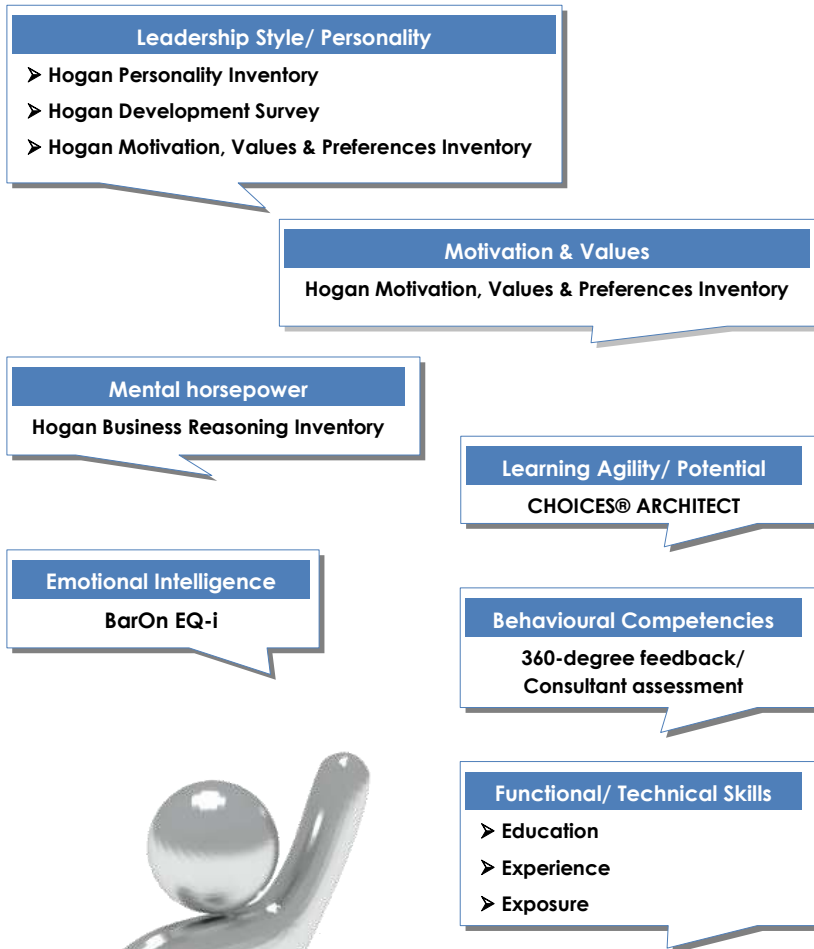 Leadership Style/ Personality
➢ Hogan Personality Inventory
➢ Hogan Development Survey
➢ Hogan Motivation, Values & Preferences Inventory
Motivation & Values
Hogan Motivation, Values & Preferences Inventory
Mental horsepower
Hogan Business Reasoning Inventory
Learning Agility/ Potential
CHOICES® ARCHITECT
Emotional Intelligence
BarOn EQ-i
Behavioural Competencies
360-degree feedback/
Consultant assessment
Functional/ Technical Skills
➢ Education
➢ Experience
➢ Exposure